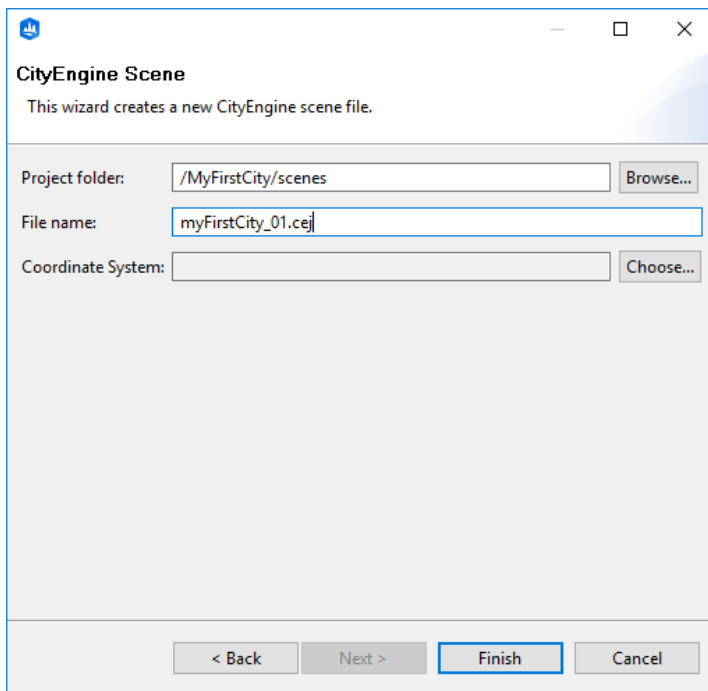 CityEngine Scene
This wizard creates a new CityEngine scene file.
Project folder: /MyFirstCity/scenes Browse...
File name: myFirstCity_01.cej
Coordinate System: Choose...
< Back Next > Finish Cancel